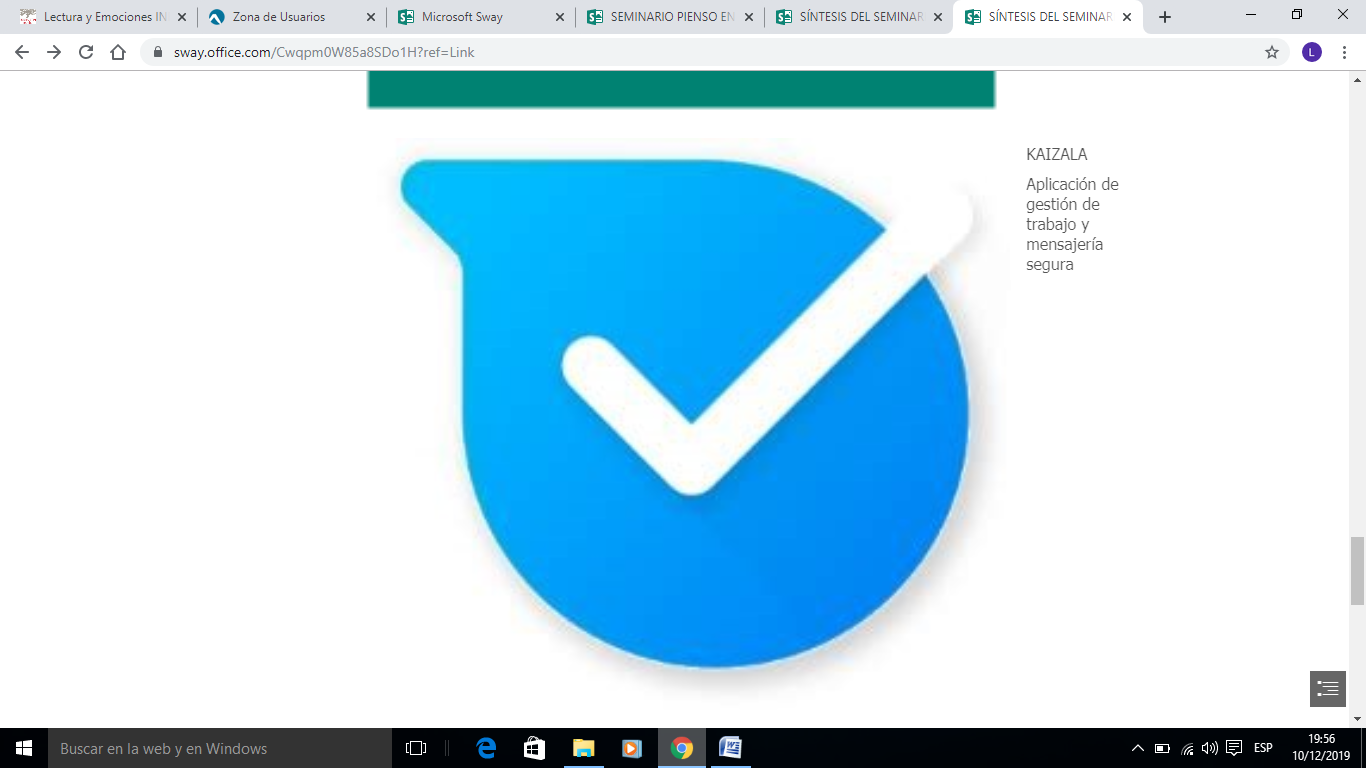 Lectura y Emociones IN
Zona de Usuarios
Microsoft Sway
SEMINARIO PIENSO EN
SÍNTESIS DEL SEMINAR
SÍNTESIS DEL SEMINAR
sway.office.com/Cwqpm0W85a8SDo1H?ref=Link
L
KAIZALA
Aplicación de
gestión de
trabajo y
mensajería
segura
Buscar en la web y en Windows
ESP
19:56
10/12/2019